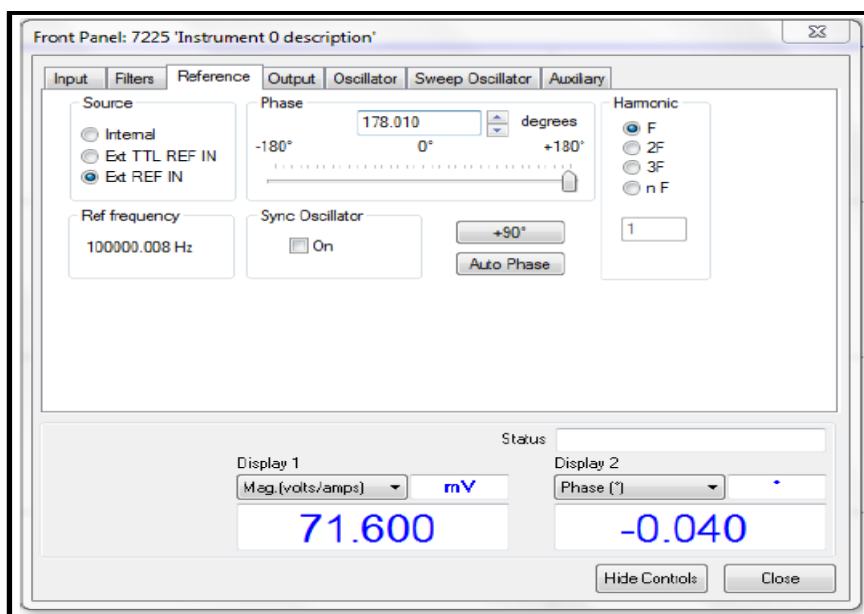 Front Panel: 7225 'Instrument 0 description'
Input Filters Reference Output Oscillator Sweep Oscillator Auxiliary
Source
Internal
Ext TTL REF IN
Ext REF IN
Phase
178.010 degrees
-180° 0° +180°
Harmonic
F
2F
3F
n F
1
Ref frequency
100000.008 Hz
Sync Oscillator
On
+90°
Auto Phase
Status
Display 1
Mag.(volts/amps) mV
71.600
Display 2
Phase (°) °
-0.040
Hide Controls Close